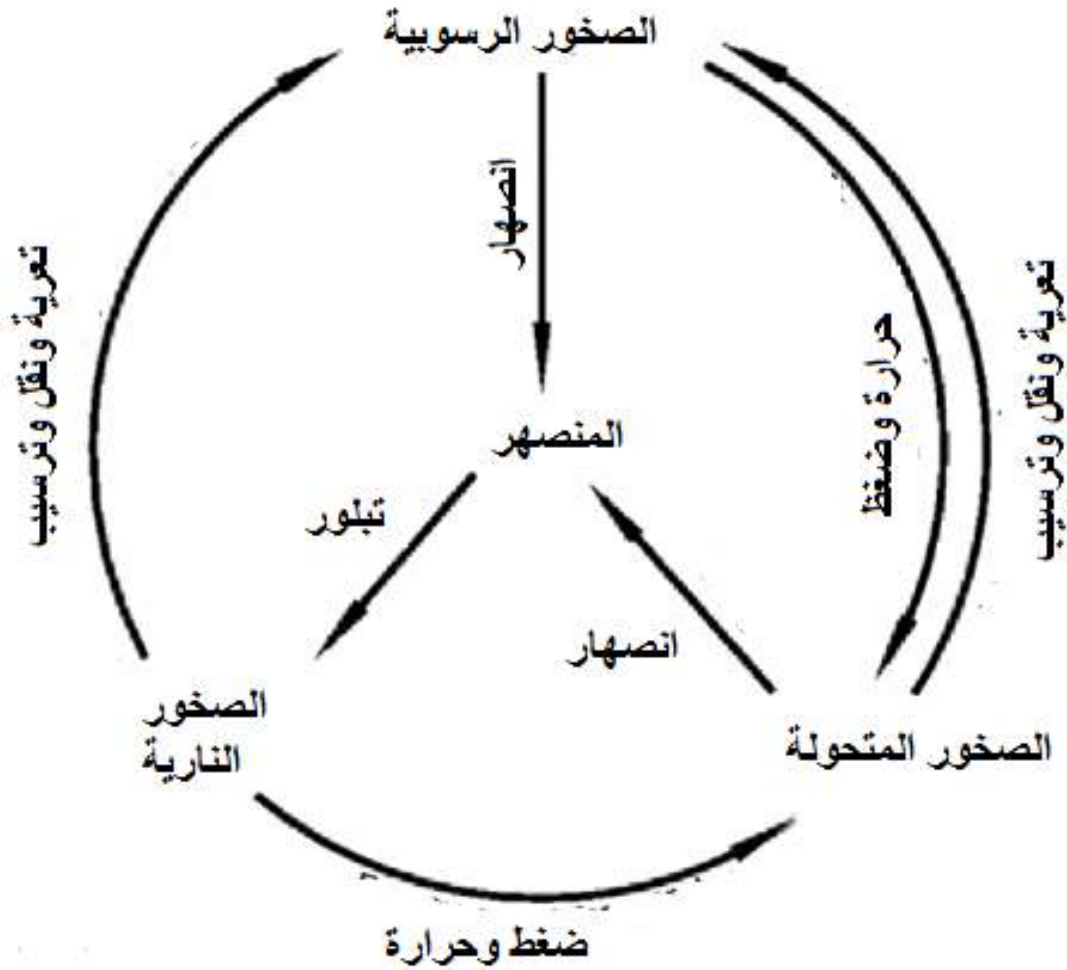 الصخور الرسوبية
انصهار
تعرية ونقل وترسيب
حرارة وضغظ
تعرية ونقل وترسيب
المنصهر
تبلور
انصهار
الصخور
النارية
الصخور المتحولة
ضغط وحرارة